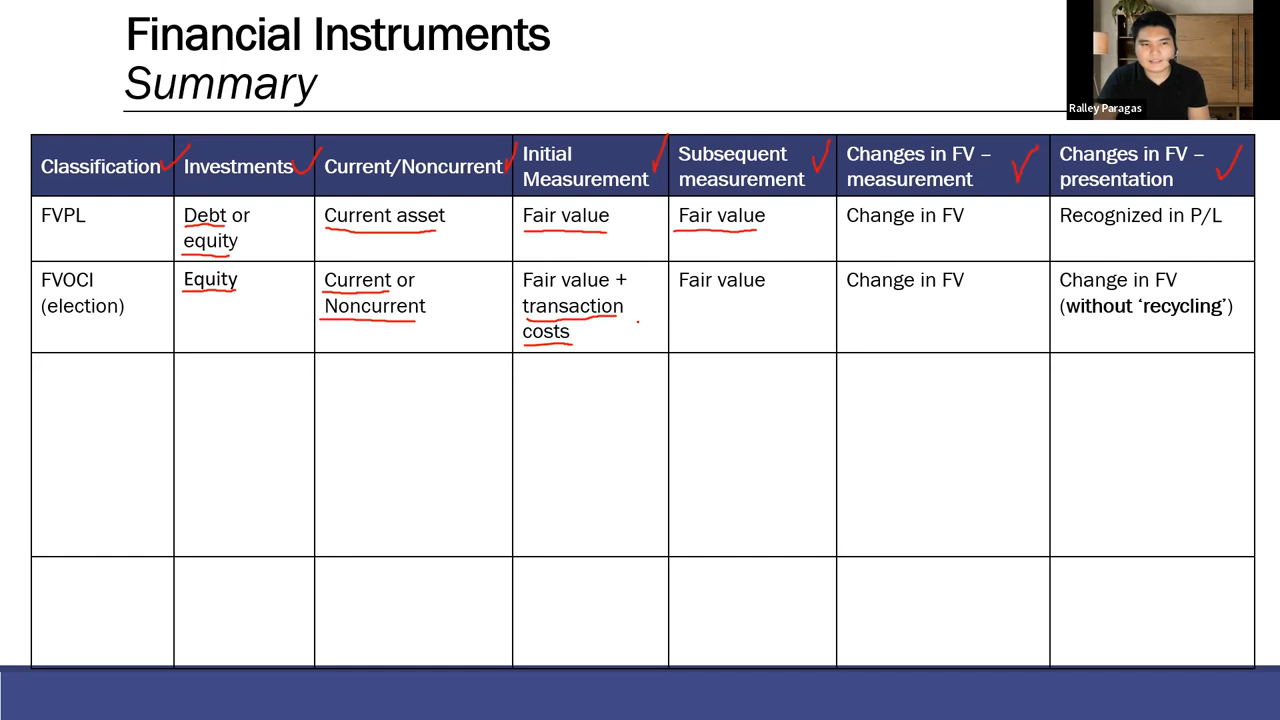 Financial Instruments
Summary
Ralley Paragas
Classification
Investments
Current/Noncurrent
Initial
Measurement
Subsequent
measurement
Changes in FV –
measurement
Changes in FV –
presentation
FVPL
Debt or
equity
Current asset
Fair value
Fair value
Change in FV
Recognized in P/L
FVOCI
(election)
Equity
Current or
Noncurrent
Fair value +
transaction
costs
Fair value
Change in FV
Change in FV
(without ‘recycling’)